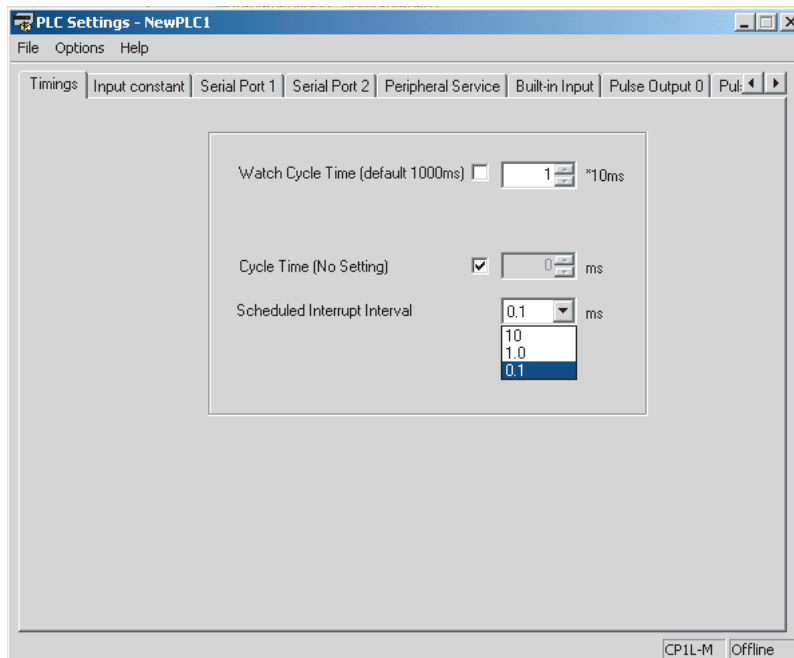 PLC Settings - NewPLC1
File Options Help
Timings Input constant Serial Port 1 Serial Port 2 Peripheral Service Built-in Input Pulse Output 0 Pul
Watch Cycle Time (default 1000ms) 1 *10ms
Cycle Time (No Setting) 0 ms
Scheduled Interrupt Interval 0.1 ms
10
1.0
0.1
CP1L-M Offline